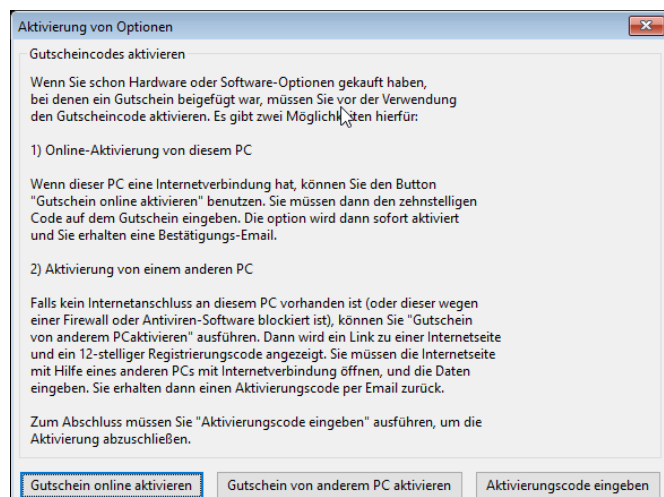 Aktivierung von Optionen
Gutscheincodes aktivieren
Wenn Sie schon Hardware oder Software-Optionen gekauft haben,
bei denen ein Gutschein beigefügt war, müssen Sie vor der Verwendung
den Gutscheincode aktivieren. Es gibt zwei Möglichkeiten hierfür:
1) Online-Aktivierung von diesem PC
Wenn dieser PC eine Internetverbindung hat, können Sie den Button
"Gutschein online aktivieren" benutzen. Sie müssen dann den zehnstelligen
Code auf dem Gutschein eingeben. Die option wird dann sofort aktiviert
und Sie erhalten eine Bestätigungs-Email.
2) Aktivierung von einem anderen PC
Falls kein Internetanschluss an diesem PC vorhanden ist (oder dieser wegen
einer Firewall oder Antiviren-Software blockiert ist), können Sie "Gutschein
von anderem PCaktivieren" ausführen. Dann wird ein Link zu einer Internetseite
und ein 12-stelliger Registrierungscode angezeigt. Sie müssen die Internetseite
mit Hilfe eines anderen PCs mit Internetverbindung öffnen, und die Daten
eingeben. Sie erhalten dann einen Aktivierungscode per Email zurück.
Zum Abschluss müssen Sie "Aktivierungscode eingeben" ausführen, um die
Aktivierung abzuschließen.
Gutschein online aktivieren Gutschein von anderem PC aktivieren Aktivierungscode eingeben